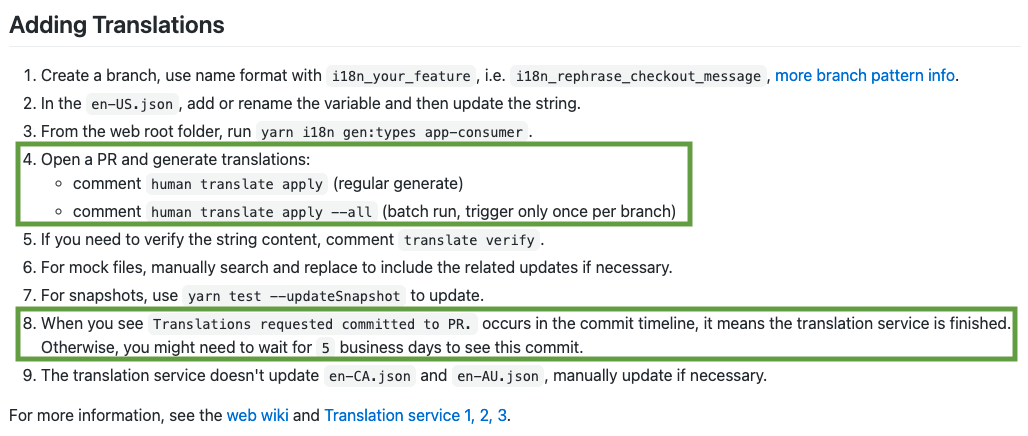 Adding Translations
1. Create a branch, use name format with i18n_your_feature , i.e. i18n_rephrase_checkout_message , more branch pattern info.
2. In the en-US.json , add or rename the variable and then update the string.
3. From the web root folder, run yarn i18n gen:types app-consumer .
4. Open a PR and generate translations:
◦ comment human translate apply (regular generate)
◦ comment human translate apply --all (batch run, trigger only once per branch)
5. If you need to verify the string content, comment translate verify .
6. For mock files, manually search and replace to include the related updates if necessary.
7. For snapshots, use yarn test --updateSnapshot to update.
8. When you see Translations requested committed to PR. occurs in the commit timeline, it means the translation service is finished.
Otherwise, you might need to wait for 5 business days to see this commit.
9. The translation service doesn't update en-CA.json and en-AU.json , manually update if necessary.
For more information, see the web wiki and Translation service 1, 2, 3.